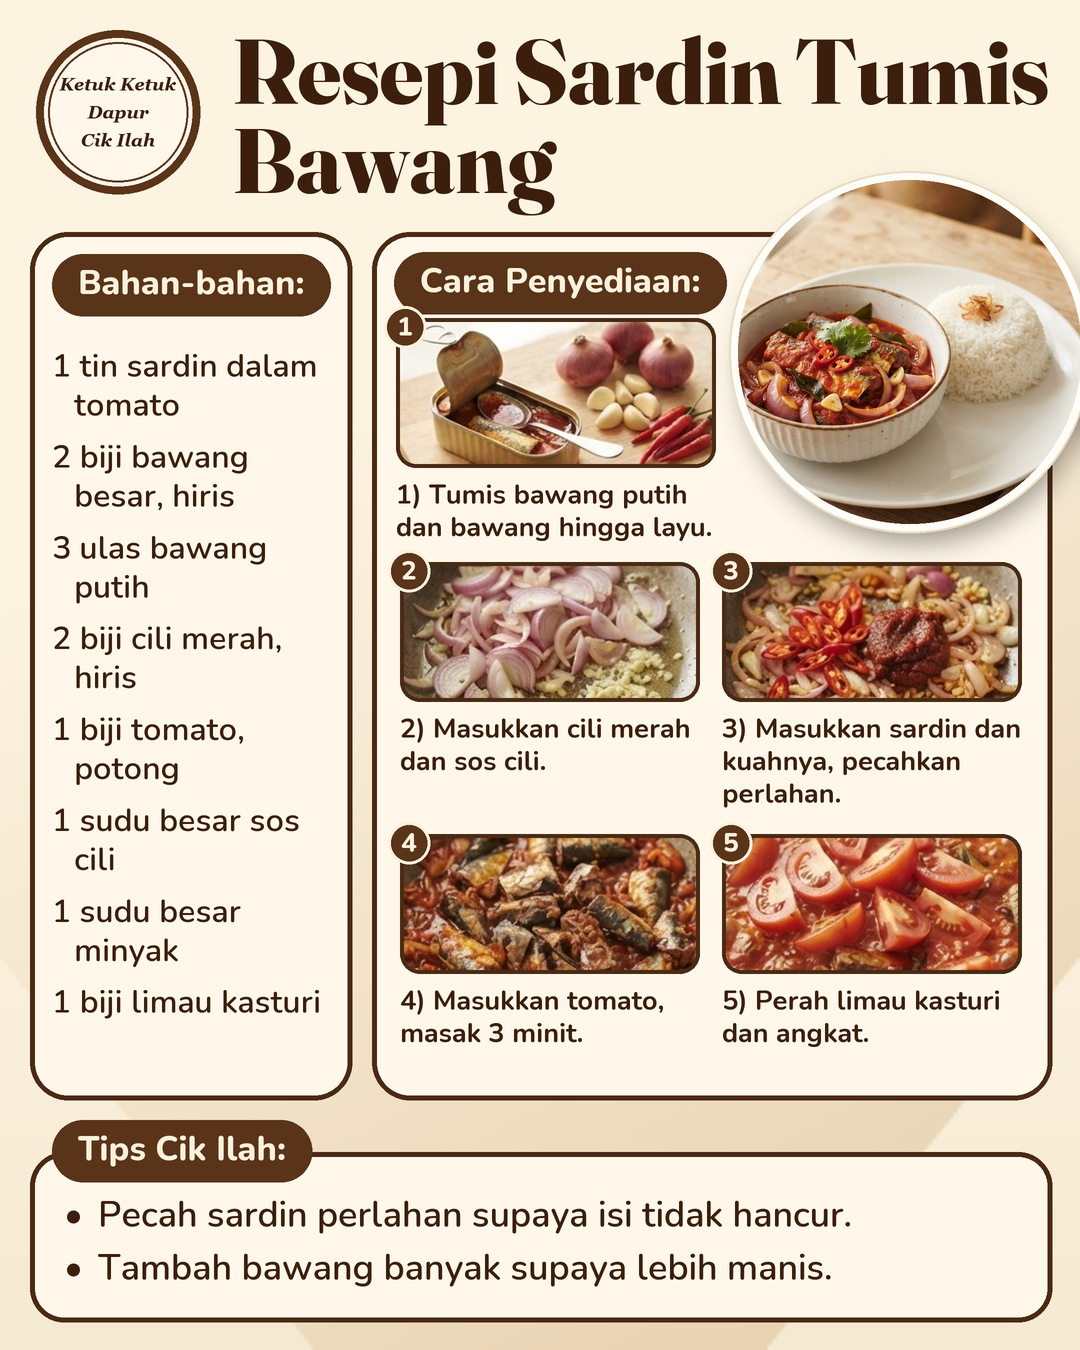 Ketuk Ketuk
Dapur
Cik Ilah
Resepi Sardin Tumis
Bawang
Bahan-bahan:
1 tin sardin dalam
tomato
2 biji bawang
besar, hiris
3 ulas bawang
putih
2 biji cili merah,
hiris
1 biji tomato,
potong
1 sudu besar sos
cili
1 sudu besar
minyak
1 biji limau kasturi
Cara Penyediaan:
1
1) Tumis bawang putih
dan bawang hingga layu.
2
2) Masukkan cili merah
dan sos cili.
3
3) Masukkan sardin dan
kuahnya, pecahkan
perlahan.
4
4) Masukkan tomato,
masak 3 minit.
5
5) Perah limau kasturi
dan angkat.
Tips Cik Ilah:
• Pecah sardin perlahan supaya isi tidak hancur.
• Tambah bawang banyak supaya lebih manis.